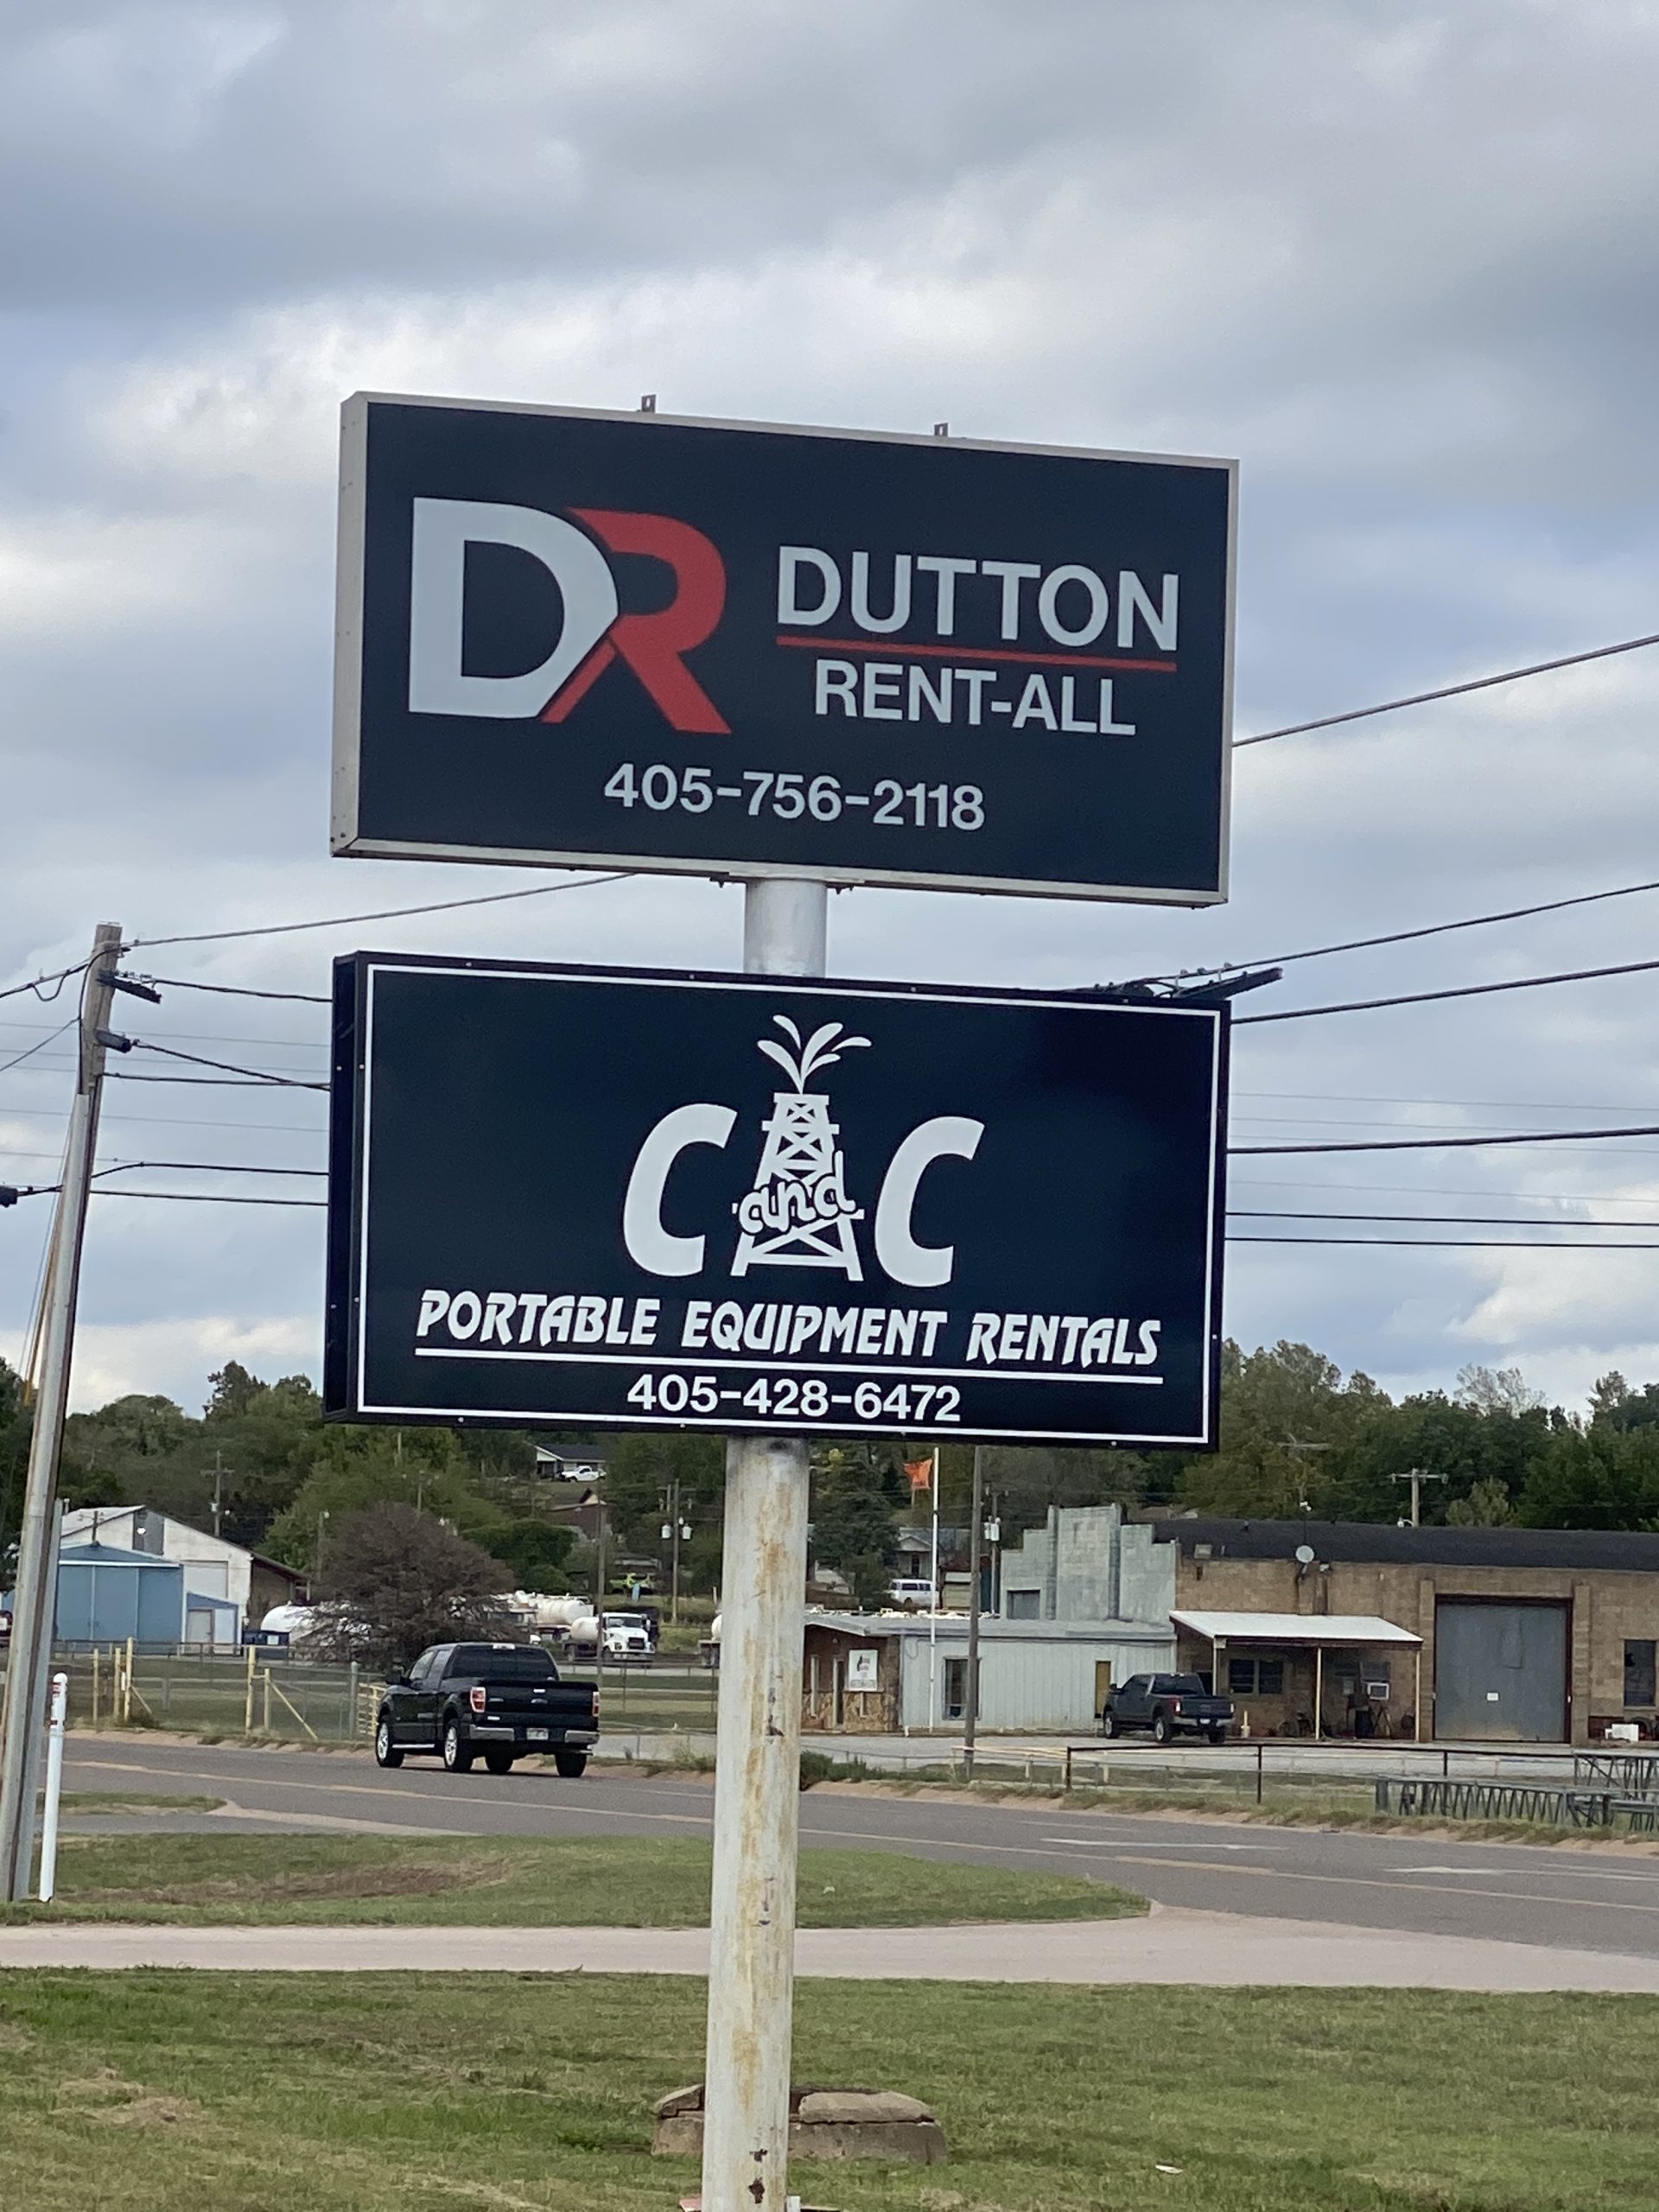 DR
DUTTON
RENT-ALL
405-756-2118
C and C
PORTABLE EQUIPMENT RENTALS
405-428-6472